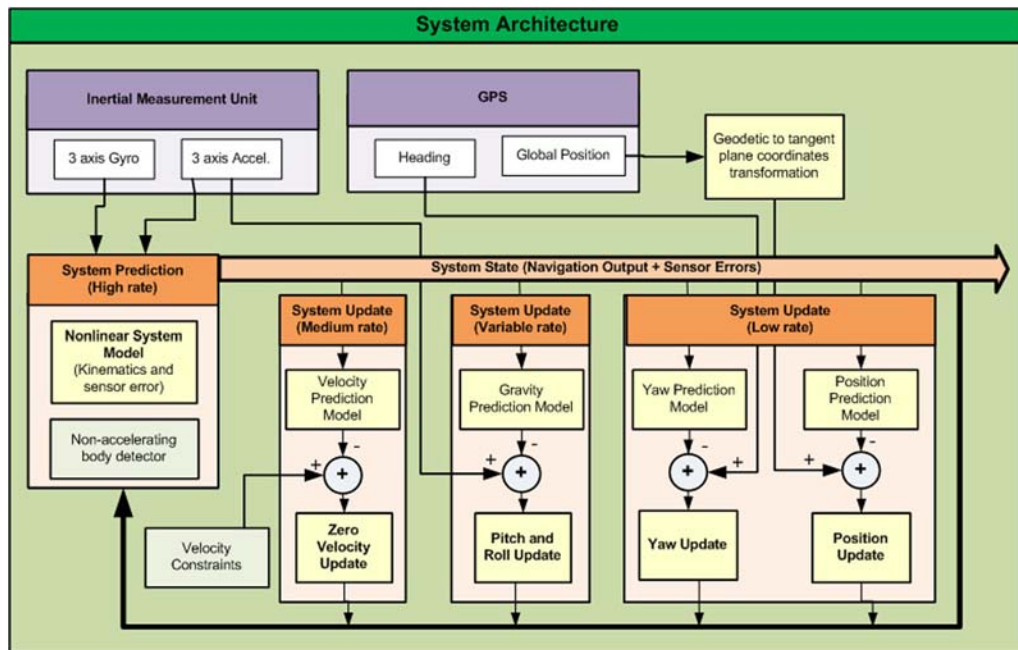 System Architecture
Inertial Measurement Unit
GPS
3 axis Gyro
3 axis Accel.
Heading
Global Position
Geodetic to tangent
plane coordinates
transformation
System Prediction
(High rate)
System State (Navigation Output + Sensor Errors)
Nonlinear System
Model
(Kinematics and
sensor error)
Non-accelerating
body detector
System Update
(Medium rate)
Velocity
Prediction
Model
-
+
+
Zero
Velocity
Update
Velocity
Constraints
System Update
(Variable rate)
Gravity
Prediction Model
-
+
+
Pitch and
Roll Update
System Update
(Low rate)
Yaw Prediction
Model
-
+
+
Yaw Update
Position
Prediction
Model
-
+
+
Position
Update